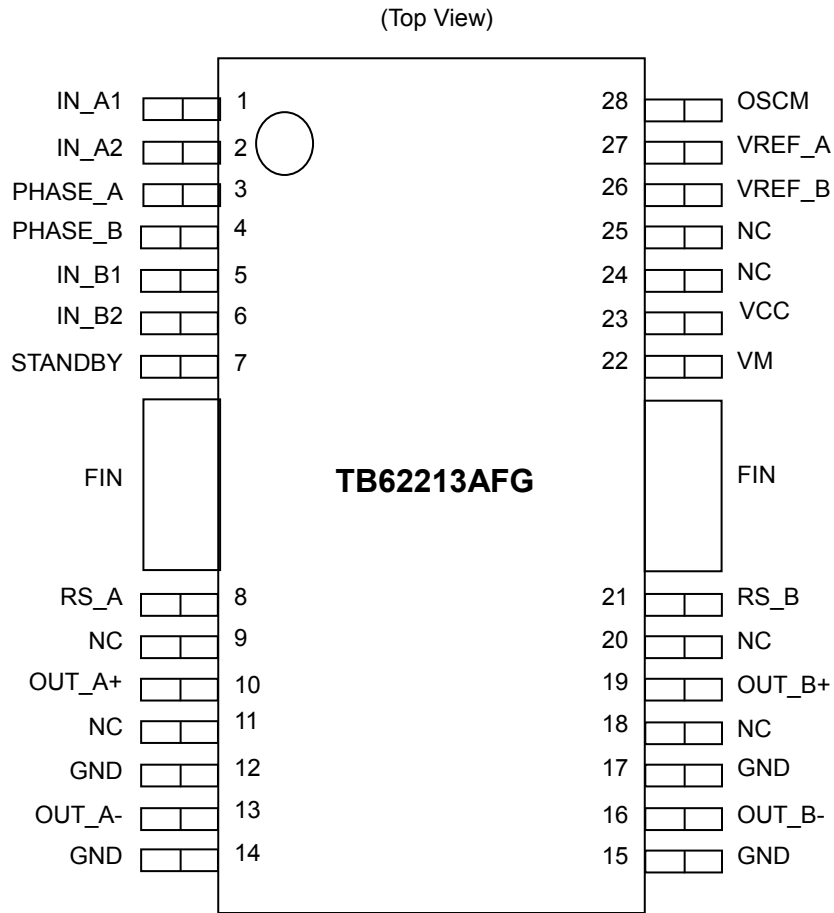 (Top View)
IN_A1 1 28 OSCM
IN_A2 2 27 VREF_A
PHASE_A 3 26 VREF_B
PHASE_B 4 25 NC
IN_B1 5 24 NC
IN_B2 6 23 VCC
STANDBY 7 22 VM
FIN TB62213AFG FIN
RS_A 8 21 RS_B
NC 9 20 NC
OUT_A+ 10 19 OUT_B+
NC 11 18 NC
GND 12 17 GND
OUT_A- 13 16 OUT_B-
GND 14 15 GND